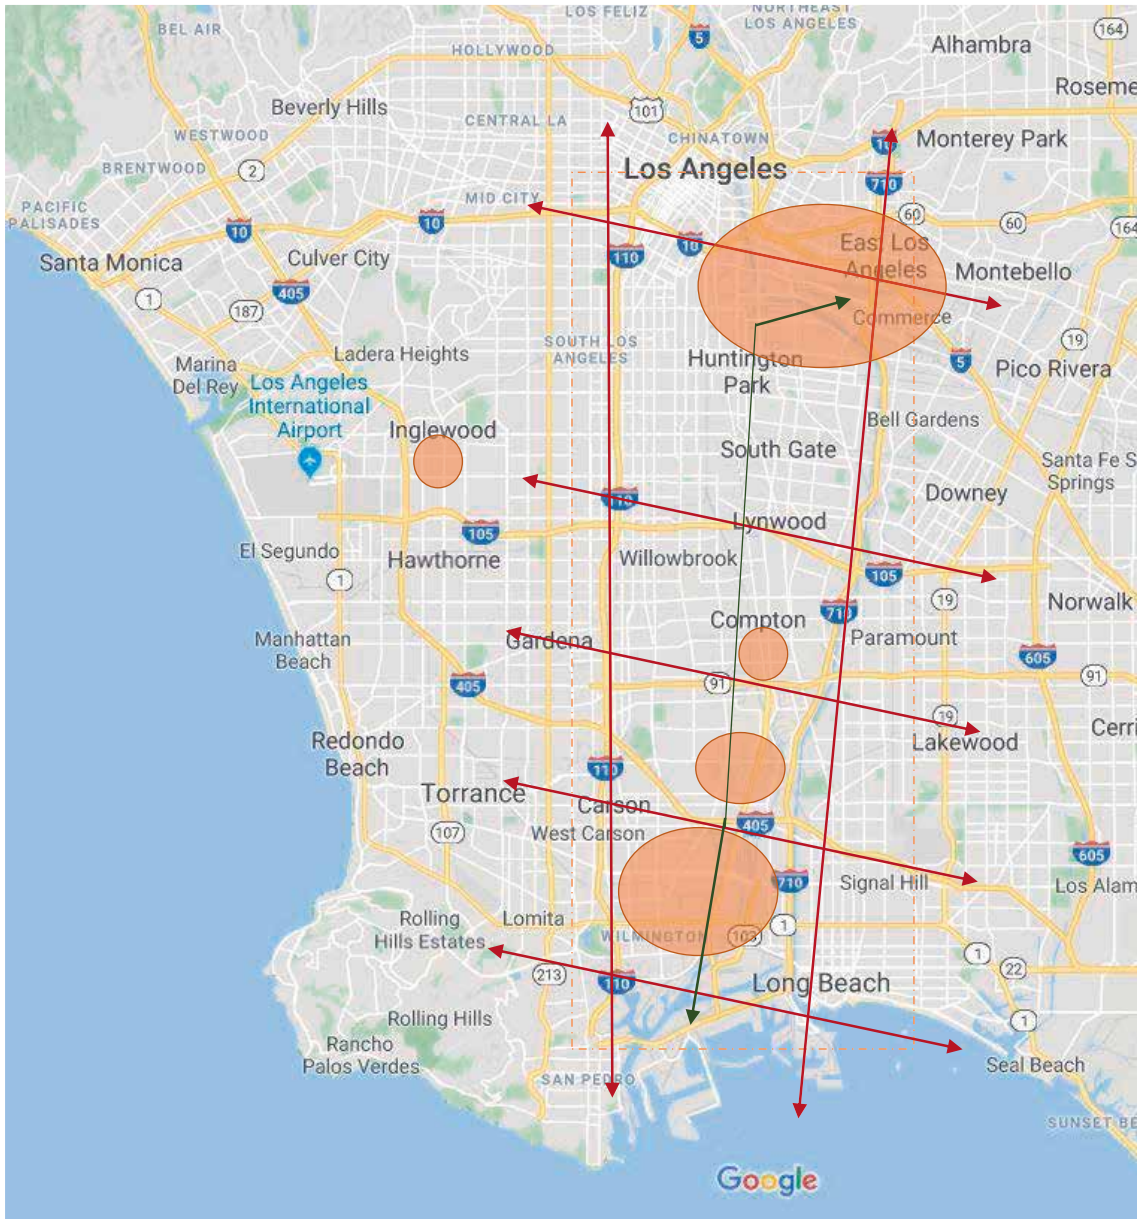 LOS FELIZ
NORTHEAST
LOS ANGELES
BEL AIR
5
164
Alhambra
HOLLYWOOD
Roseme
Beverly Hills
101
CENTRAL LA
WESTWOOD
CHINATOWN
10
Monterey Park
BRENTWOOD
2
Los Angeles
710
MID CITY
PACIFIC
PALISADES
10
10
60
60
164
110
10
East Los
Angeles
Santa Monica
Culver City
Montebello
405
1
187
Commerce
19
SOUTH LOS
ANGELES
Ladera Heights
Marina
Del Rey
Huntington
Park
5
Pico Rivera
Los Angeles
International
Airport
Bell Gardens
Inglewood
South Gate
Santa Fe S
Springs
Downey
110
Lynwood
105
El Segundo
Hawthorne
Willowbrook
105
1
19
Norwalk
710
Compton
Manhattan
Beach
Gardena
Paramount
605
405
91
91
19
Redondo
Beach
Lakewood
Cerri
110
Torrance
Carson
107
West Carson
405
605
710
Signal Hill
Los Alam
Rolling
Hills Estates
Lomita
WILMINGTON
103
1
1
213
110
Long Beach
22
Rolling Hills
1
Rancho
Palos Verdes
SAN PEDRO
Seal Beach
SUNSET BE
Google